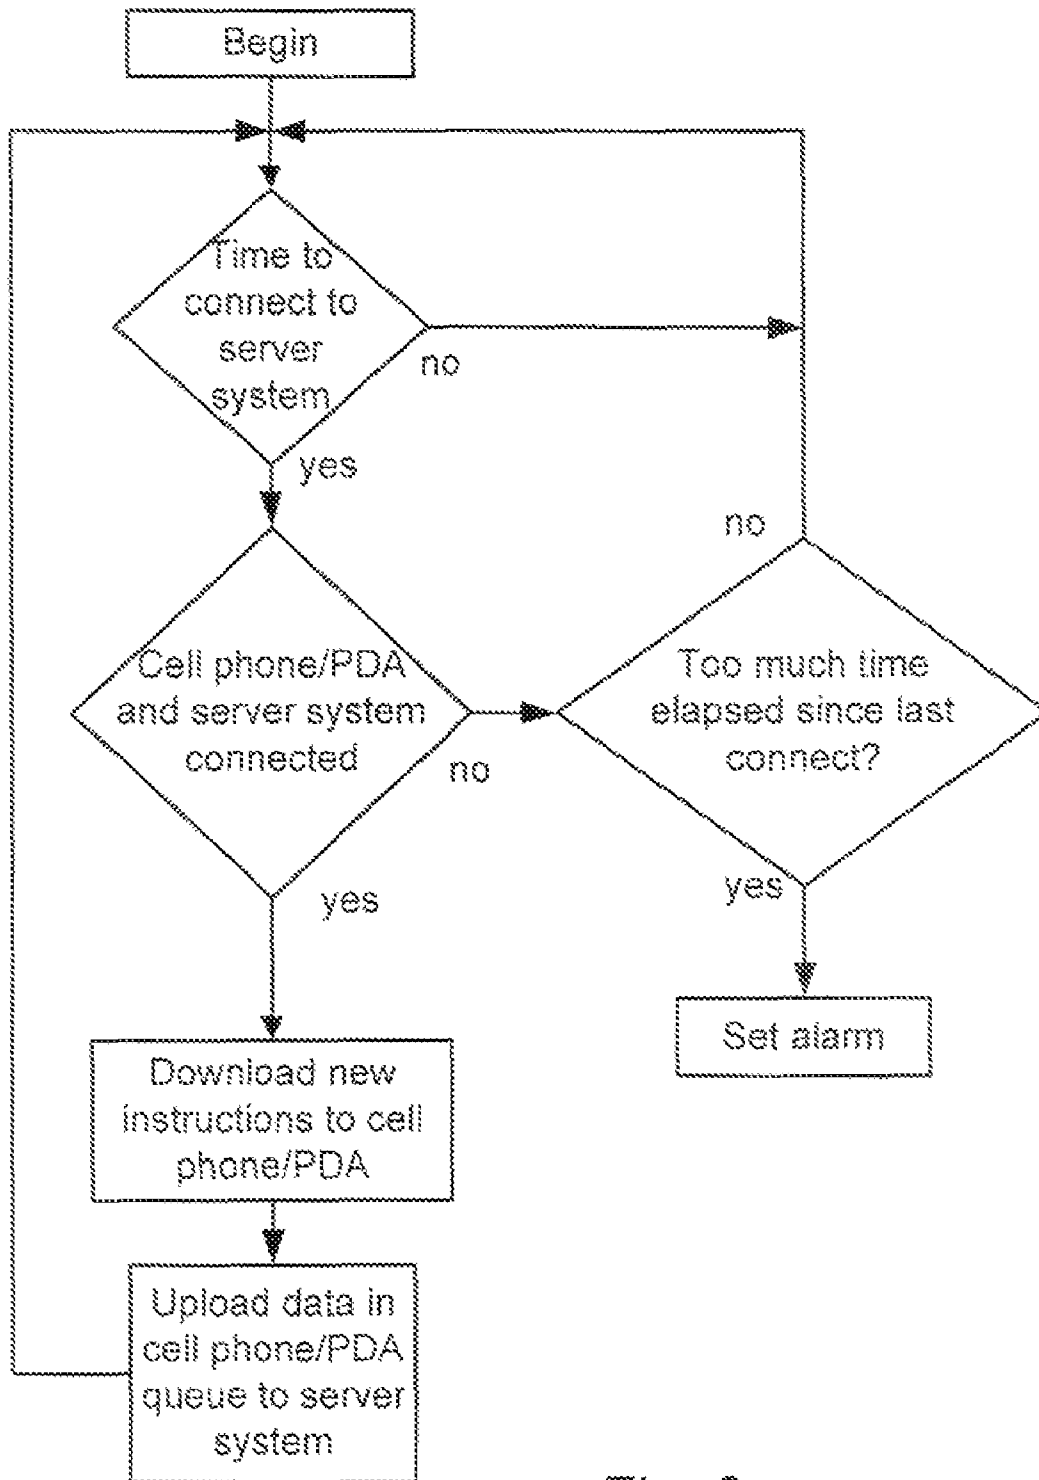 Begin
Time to
connect to
server
system
no
yes
no
Cell phone/PDA
and server system
connected
no
Too much time
elapsed since last
connect?
yes
yes
Set alarm
Download new
instructions to cell
phone/PDA
Upload data in
cell phone/PDA
queue to server
system